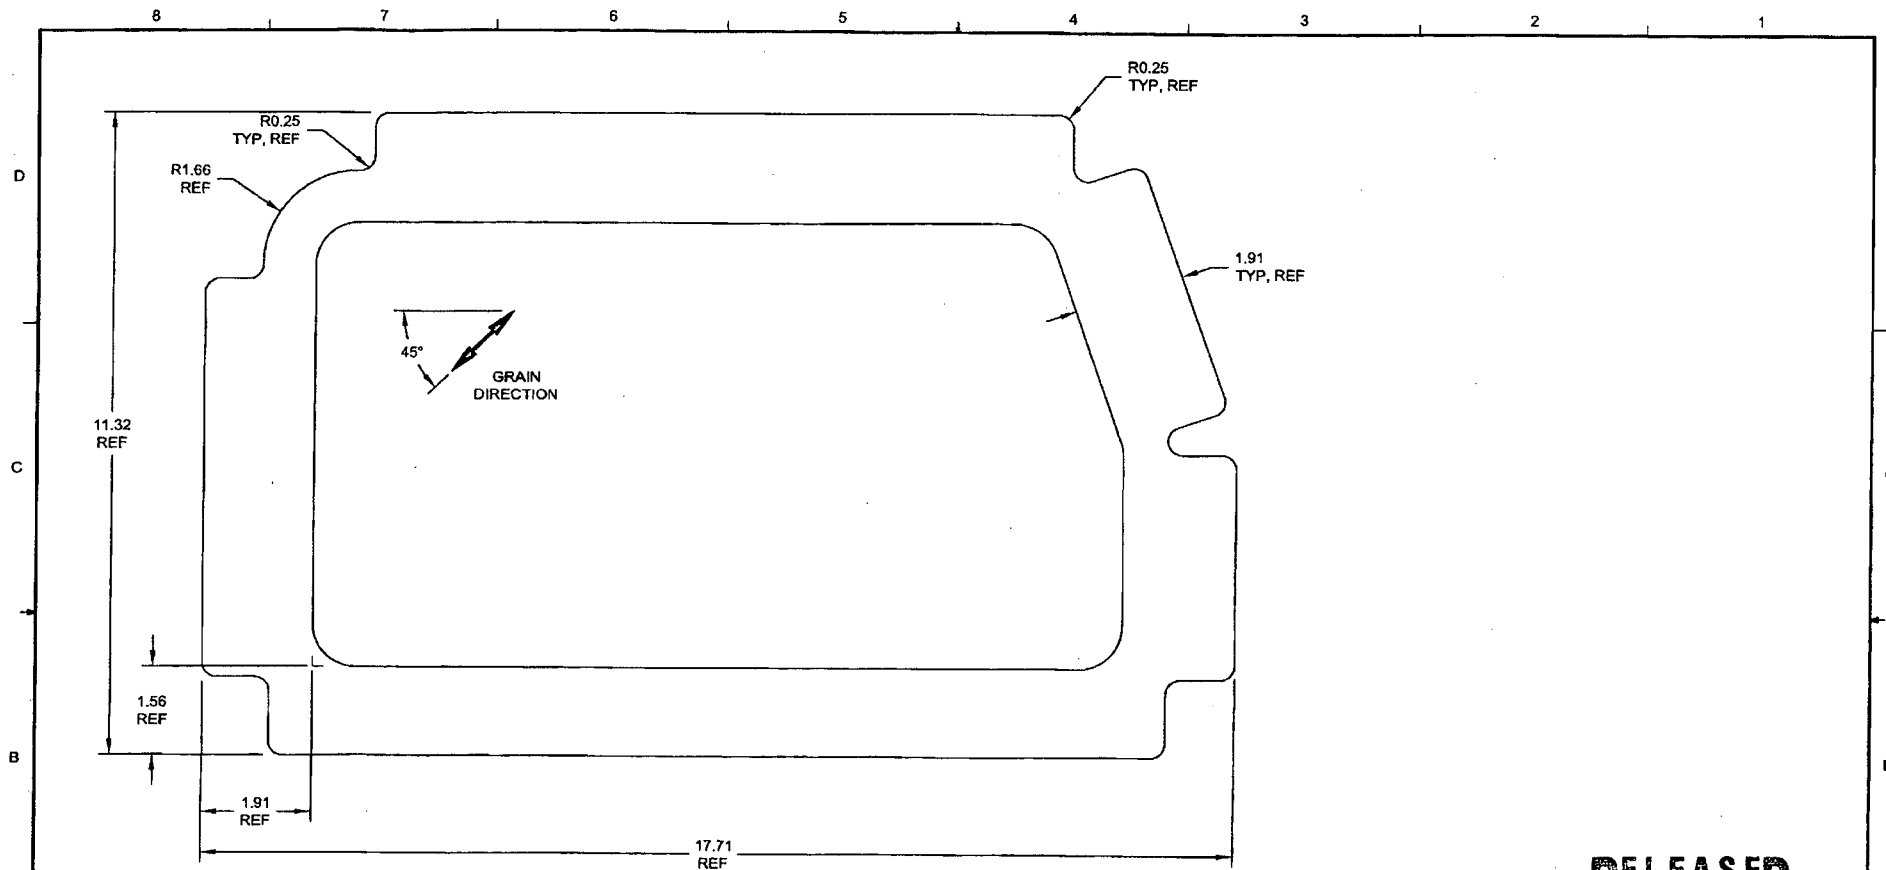 8 7 6 5 4 3 2 1
R0.25
TYP, REF
R0.25
TYP, REF
D
R1.66
REF
1.91
TYP, REF
45°
GRAIN
DIRECTION
11.32
REF
C
1.56
REF
B
1.91
REF
17.71
REF
RELEASED